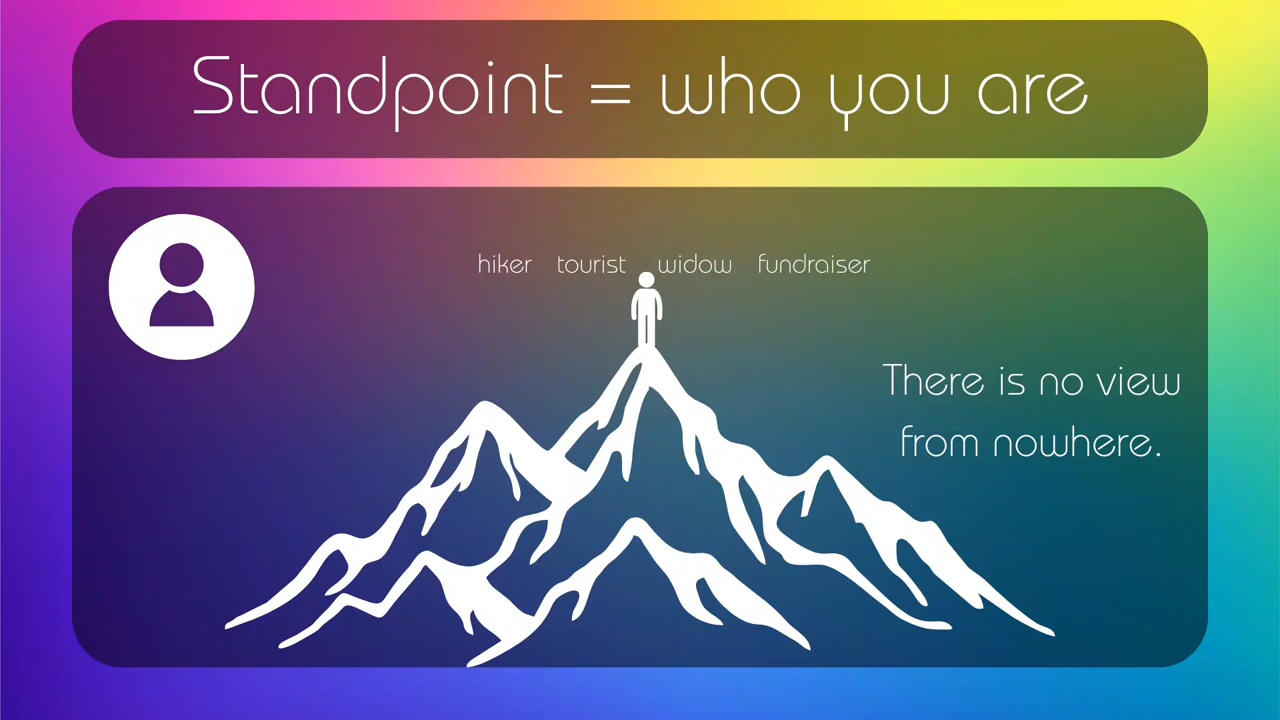 Standpoint = who you are
hiker tourist widow fundraiser
There is no view
from nowhere.